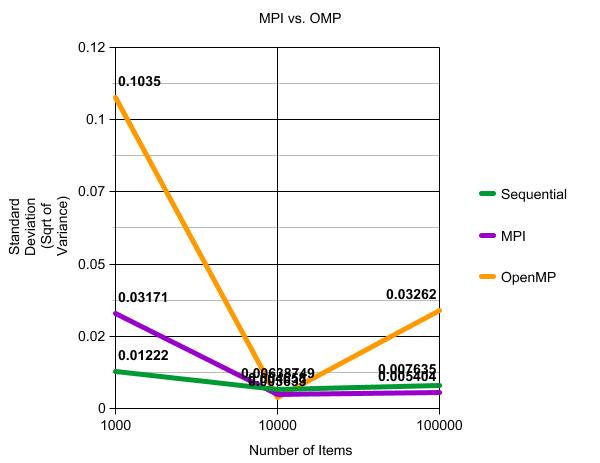 MPI vs. OMP
0.12
0.1035
0.1
0.07
Standard
Deviation
(Sqrt of
Variance)
Sequential
MPI
OpenMP
0.05
0.03171
0.03262
0.02
0.01222
0.00638749
0.007635
0.005404
0
1000
10000
100000
Number of Items